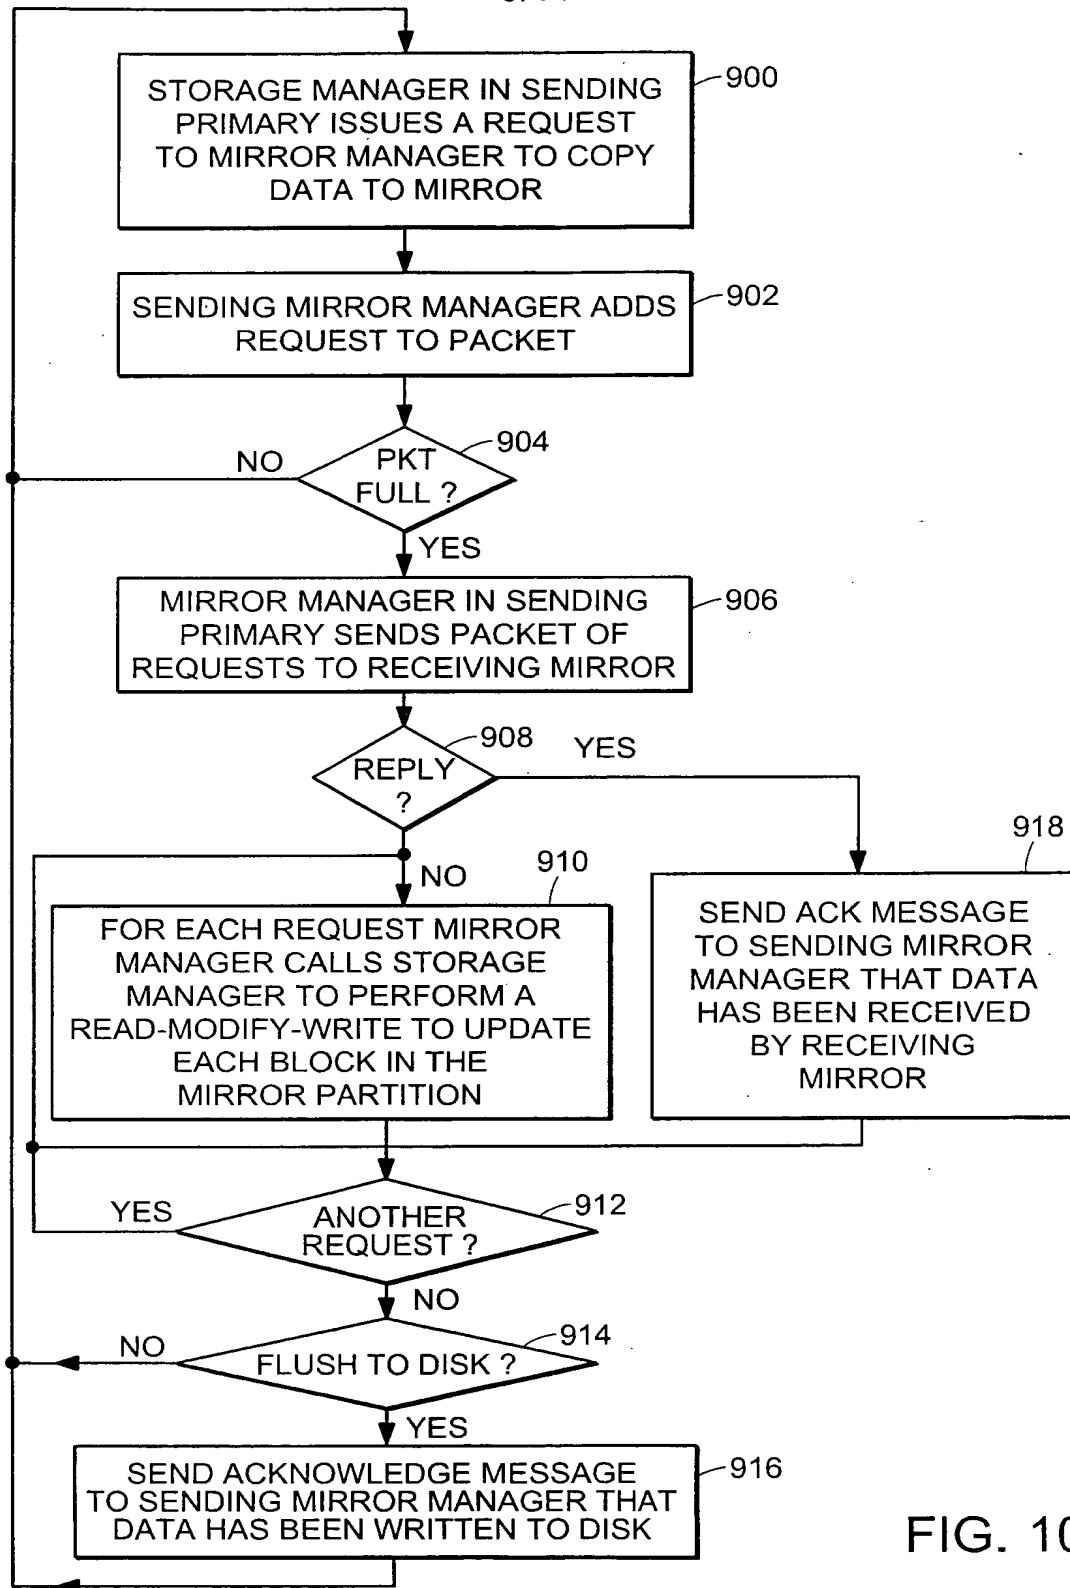 STORAGE MANAGER IN SENDING
PRIMARY ISSUES A REQUEST
TO MIRROR MANAGER TO COPY
DATA TO MIRROR
900
SENDING MIRROR MANAGER ADDS
REQUEST TO PACKET
902
PKT
FULL ?
904
NO
YES
MIRROR MANAGER IN SENDING
PRIMARY SENDS PACKET OF
REQUESTS TO RECEIVING MIRROR
906
REPLY
?
908
YES
NO
910
FOR EACH REQUEST MIRROR
MANAGER CALLS STORAGE
MANAGER TO PERFORM A
READ-MODIFY-WRITE TO UPDATE
EACH BLOCK IN THE
MIRROR PARTITION
918
SEND ACK MESSAGE
TO SENDING MIRROR
MANAGER THAT DATA
HAS BEEN RECEIVED
BY RECEIVING
MIRROR
YES
ANOTHER
REQUEST ?
912
NO
NO
FLUSH TO DISK ?
914
YES
SEND ACKNOWLEDGE MESSAGE
TO SENDING MIRROR MANAGER THAT
DATA HAS BEEN WRITTEN TO DISK
916
FIG. 10